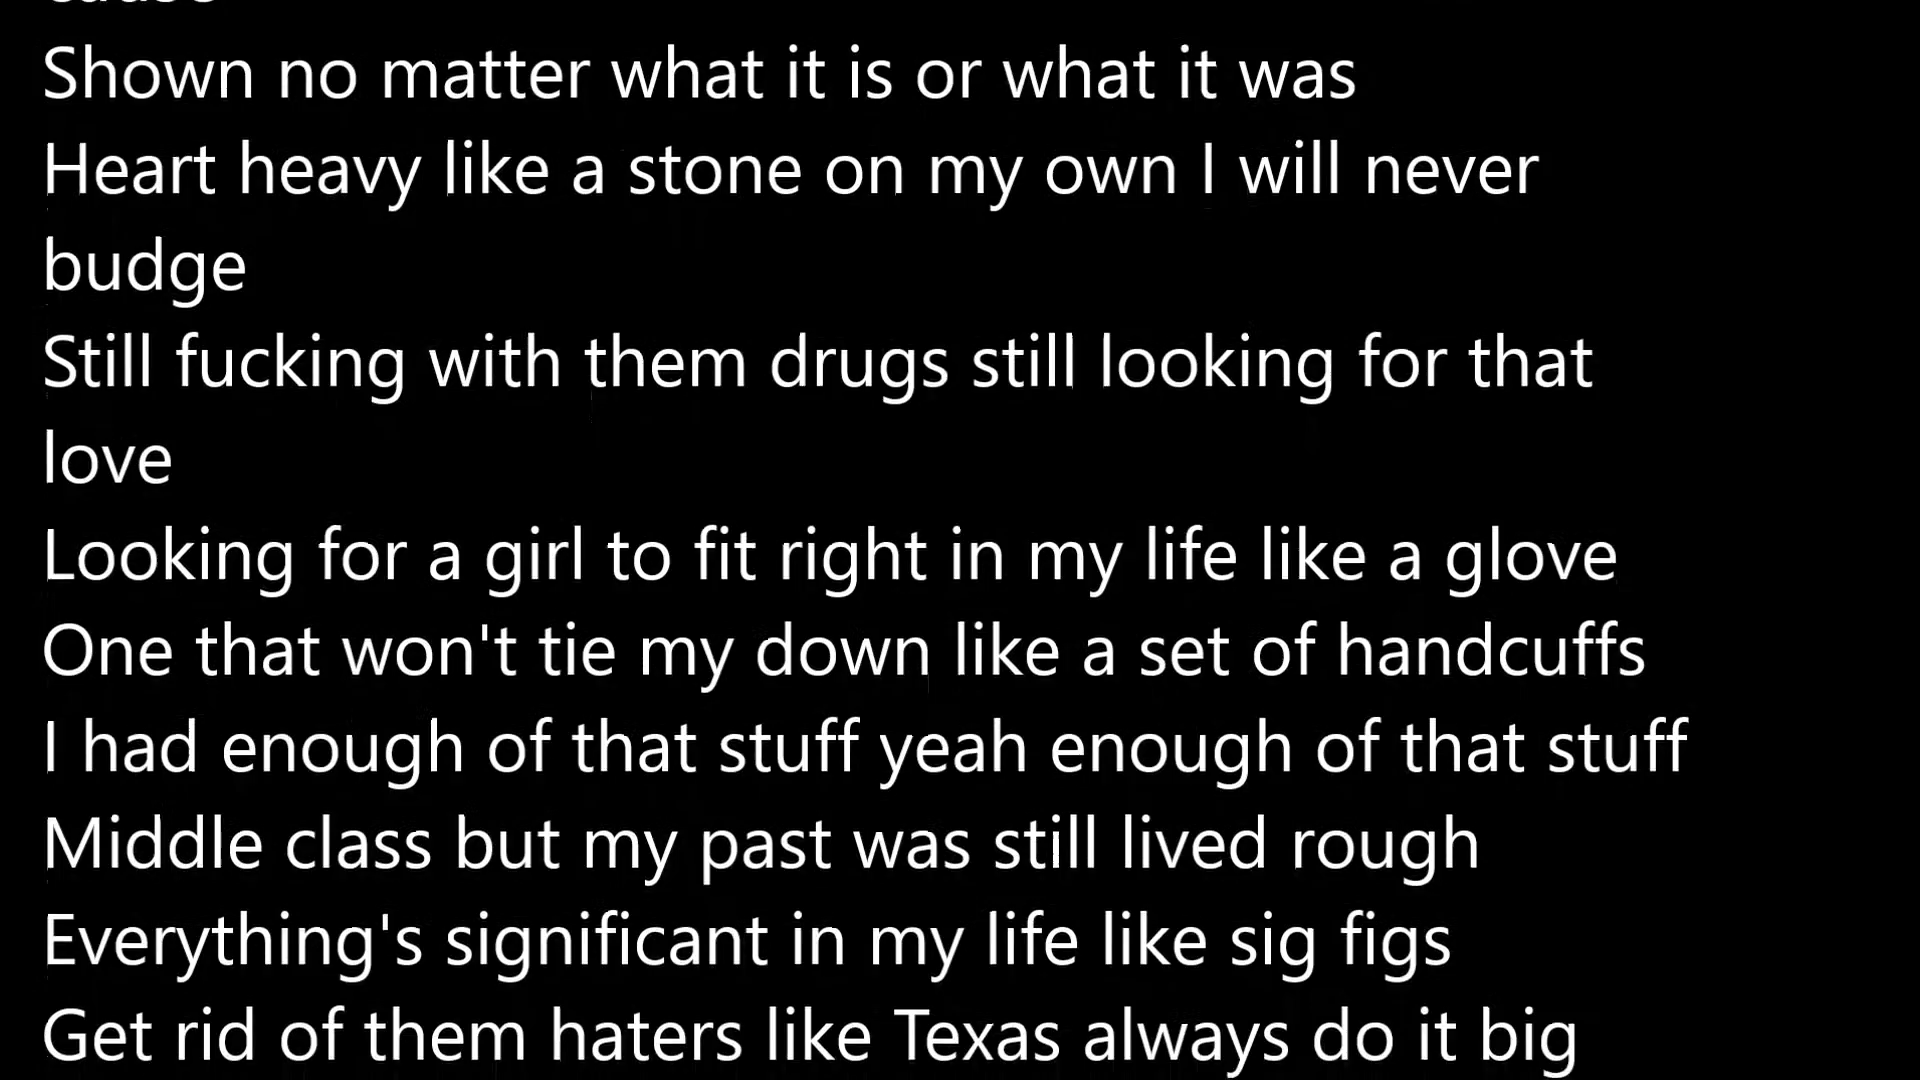 Shown no matter what it is or what it was
Heart heavy like a stone on my own I will never
budge
Still fucking with them drugs still looking for that
love
Looking for a girl to fit right in my life like a glove
One that won't tie my down like a set of handcuffs
I had enough of that stuff yeah enough of that stuff
Middle class but my past was still lived rough
Everything's significant in my life like sig figs
Get rid of them haters like Texas always do it big